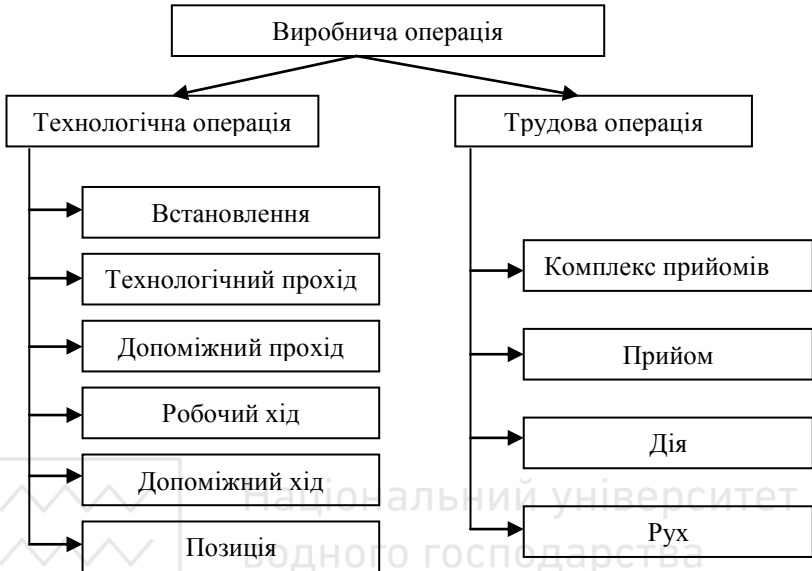 Виробнича операція
Технологічна операція
Трудова операція
Встановлення
Технологічний прохід
Допоміжний прохід
Робочий хід
Допоміжний хід
Позиція
Комплекс прийомів
Прийом
Дія
Рух
Національний університет
водного господарства